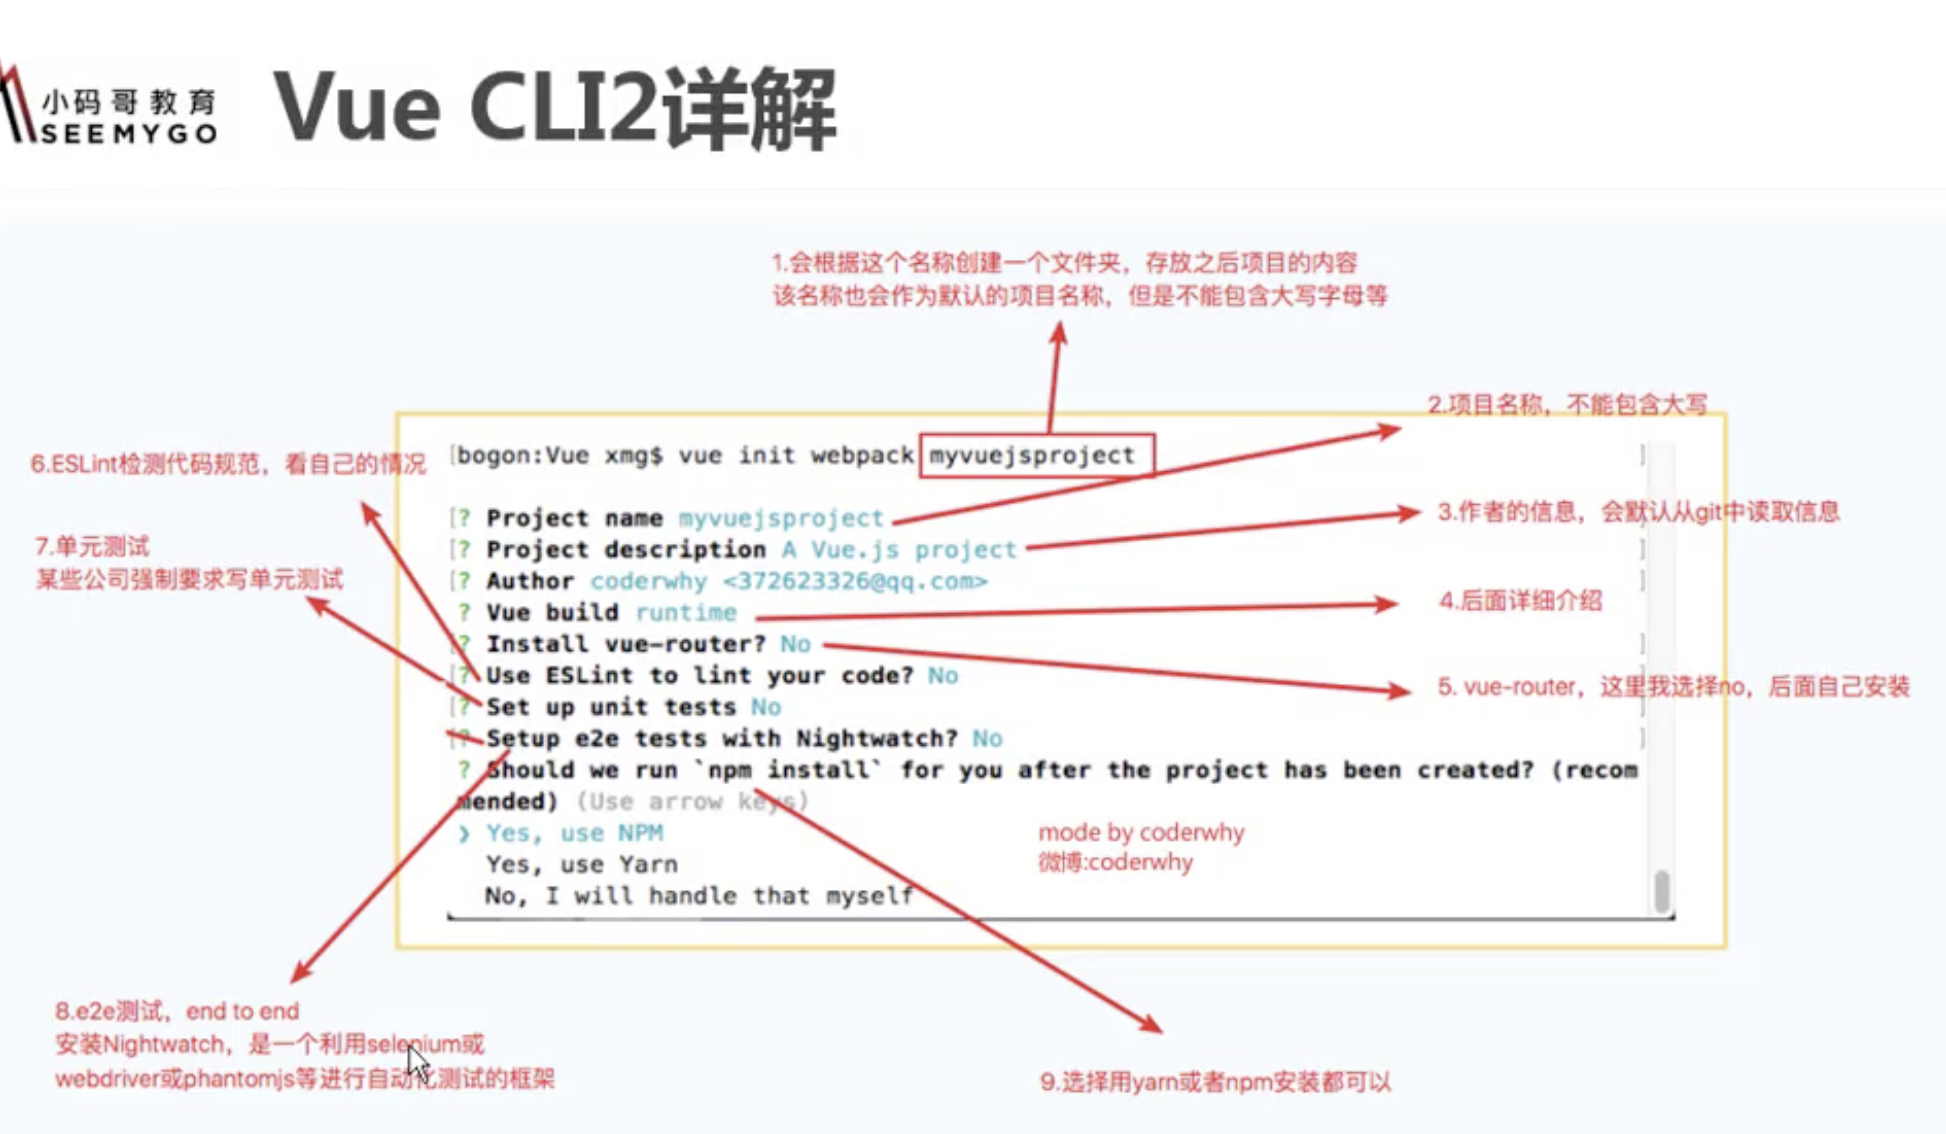 小码哥教育
SEEMYGO
Vue CLI2详解
1.会根据这个名称创建一个文件夹，存放之后项目的内容
该名称也会作为默认的项目名称，但是不能包含大写字母等
2.项目名称，不能包含大写
6.ESLint检测代码规范，看自己的情况
[bogon:Vue xmg$ vue init webpack myvuejsproject ]
3.作者的信息，会默认从git中读取信息
7.单元测试
某些公司强制要求写单元测试
[? Project name myvuejsproject ]
[? Project description A Vue.js project ]
[? Author coderwhy <372623326@qq.com> ]
? Vue build runtime
4.后面详细介绍
[? Install vue-router? No ]
[? Use ESLint to lint your code? No ]
5. vue-router，这里我选择no，后面自己安装
[? Set up unit tests No ]
[? Setup e2e tests with Nightwatch? No ]
? Should we run `npm install` for you after the project has been created? (recom
mended) (Use arrow keys)
❯ Yes, use NPM
Yes, use Yarn
No, I will handle that myself
mode by coderwhy
微博:coderwhy
8.e2e测试，end to end
安装Nightwatch，是一个利用selenium或
webdriver或phantomjs等进行自动化测试的框架
9.选择用yarn或者npm安装都可以